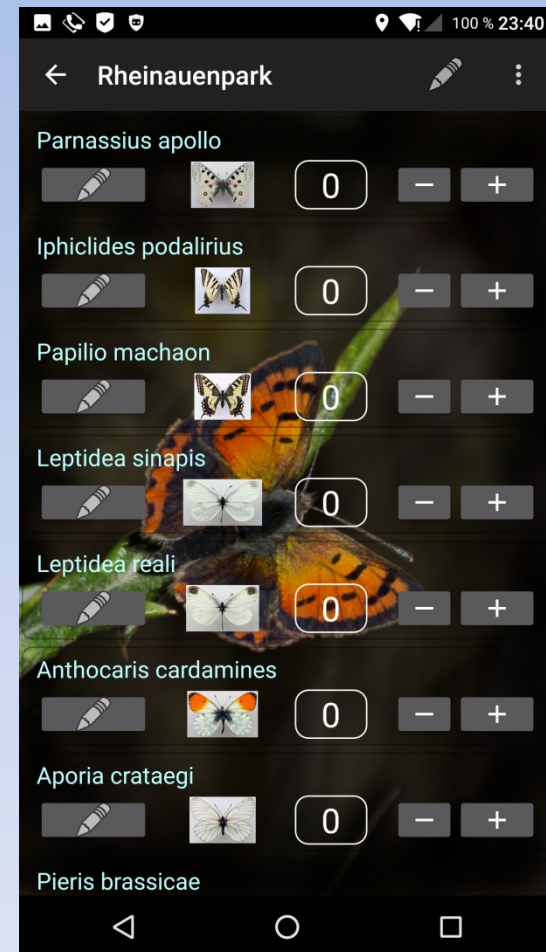 100 % 23:40
Rheinauenpark
Parnassius apollo
0
Iphiclides podalirius
0
Papilio machaon
0
Leptidea sinapis
0
Leptidea reali
0
Anthocaris cardamines
0
Aporia crataegi
0
Pieris brassicae